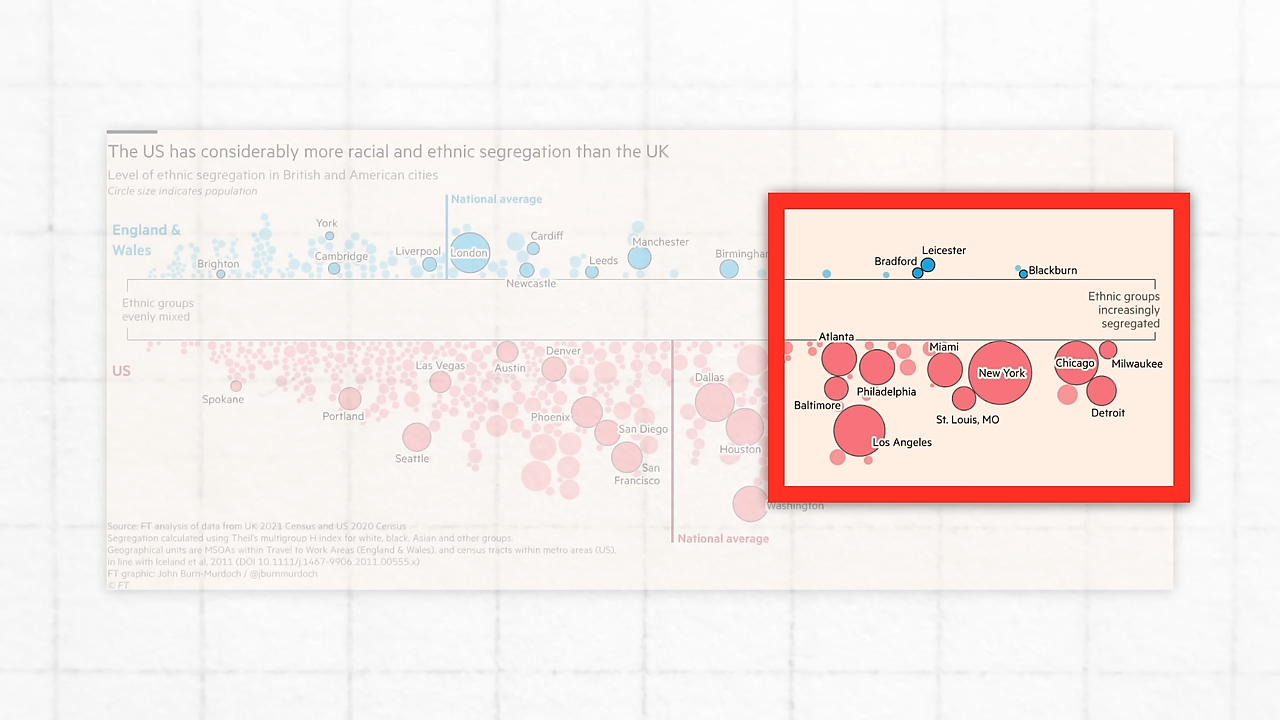 The US has considerably more racial and ethnic segregation than the UK
Level of ethnic segregation in British and American cities
Circle size indicates population
National average
England &
Wales
York
Brighton
Cambridge
Liverpool
London
Cardiff
Newcastle
Leeds
Manchester
Birmingham
Bradford
Leicester
Blackburn
Ethnic groups
evenly mixed
Ethnic groups
increasingly
segregated
US
Spokane
Portland
Las Vegas
Seattle
Austin
Denver
Phoenix
San Diego
San
Francisco
Dallas
Houston
Washington
Atlanta
Baltimore
Philadelphia
Los Angeles
Miami
St. Louis, MO
New York
Chicago
Milwaukee
Detroit
National average
Source: FT analysis of data from UK 2021 Census and US 2020 Census
Segregation calculated using Theil's multigroup H index for white, black, Asian and other groups.
Geographical units are MSOAs within Travel to Work Areas (England & Wales), and census tracts within metro areas (US),
in line with Iceland et al, 2011 (DOI 10.1111/j.1467-9906.2011.00555.x)
FT graphic: John Burn-Murdoch / @jburnmurdoch
© FT